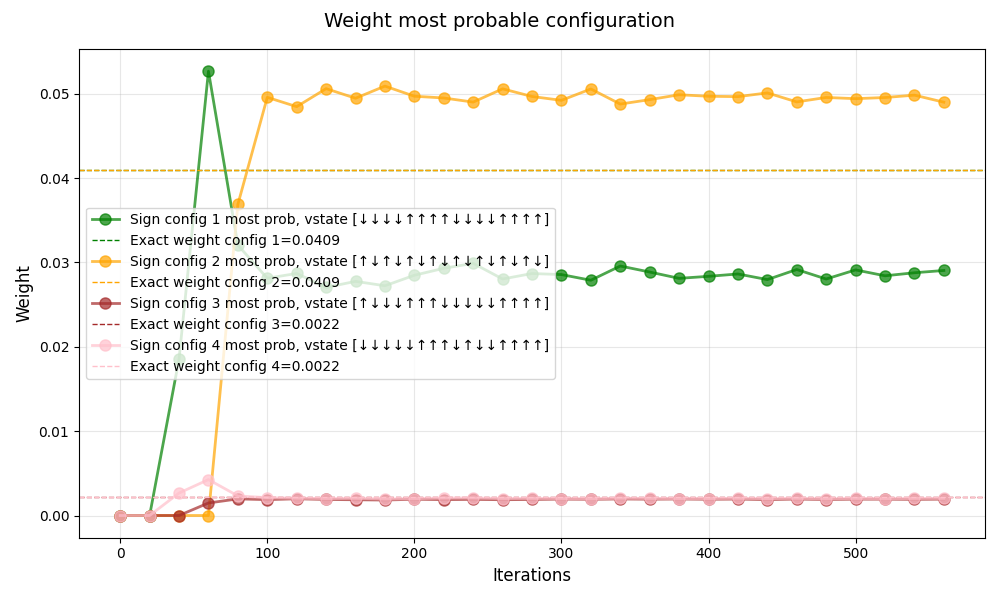 Weight most probable configuration
0.05
0.04
0.03
0.02
0.01
0.00
Weight
Sign config 1 most prob, vstate [↓↓↓↓↑↑↑↑↓↓↓↓↑↑↑↑]
Exact weight config 1=0.0409
Sign config 2 most prob, vstate [↑↓↑↓↑↓↑↓↑↓↑↓↑↓↑↓]
Exact weight config 2=0.0409
Sign config 3 most prob, vstate [↑↓↓↓↑↑↑↓↓↓↓↓↑↑↑↑]
Exact weight config 3=0.0022
Sign config 4 most prob, vstate [↓↓↓↓↓↑↑↑↓↑↓↓↑↑↑↑]
Exact weight config 4=0.0022
0 100 200 300 400 500
Iterations